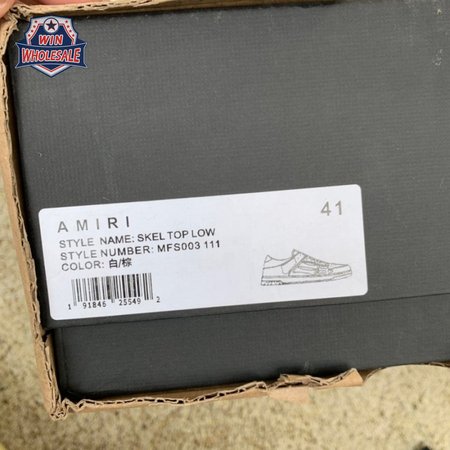 WIN
WHOLESALE
AMIRI
41
STYLE NAME: SKEL TOP LOW
STYLE NUMBER: MFS003 111
COLOR: 白/棕
1 91846 25549 2